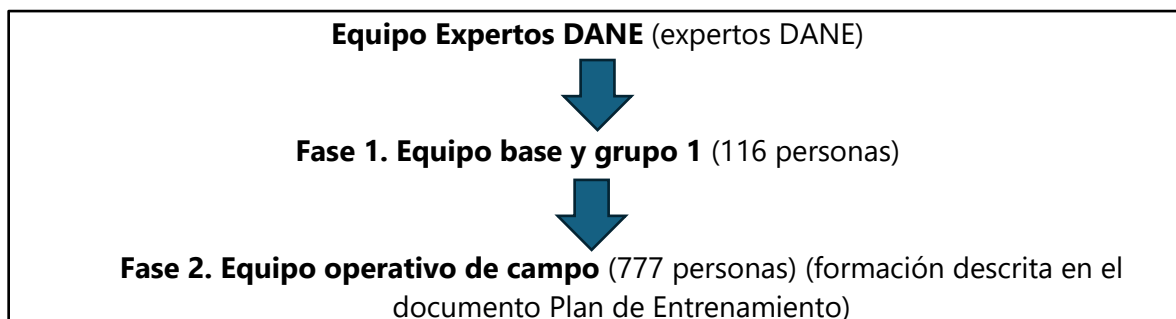 Equipo Expertos DANE (expertos DANE)
Fase 1. Equipo base y grupo 1 (116 personas)
Fase 2. Equipo operativo de campo (777 personas) (formación descrita en el
documento Plan de Entrenamiento)